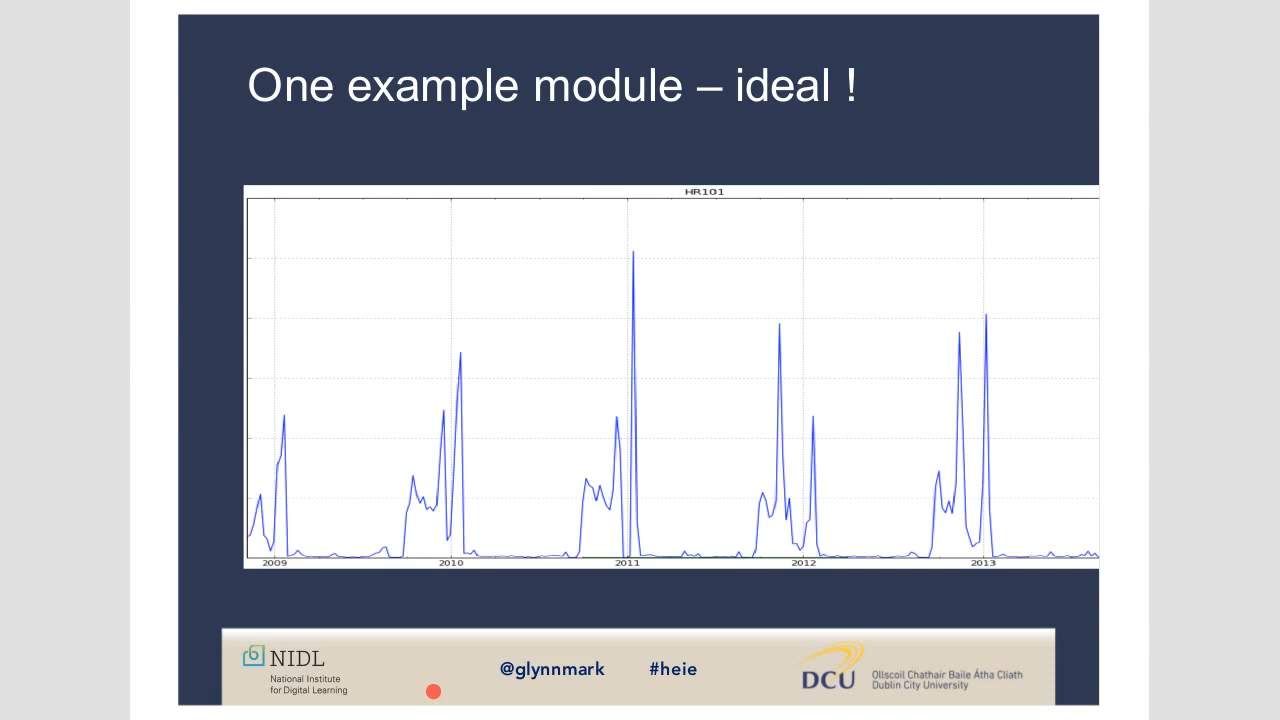 One example module – ideal !
HR101
2009 2010 2011 2012 2013
NIDL
National Institute
for Digital Learning
@glynnmark #heie
DCU
Ollscoil Chathair Baile Átha Cliath
Dublin City University